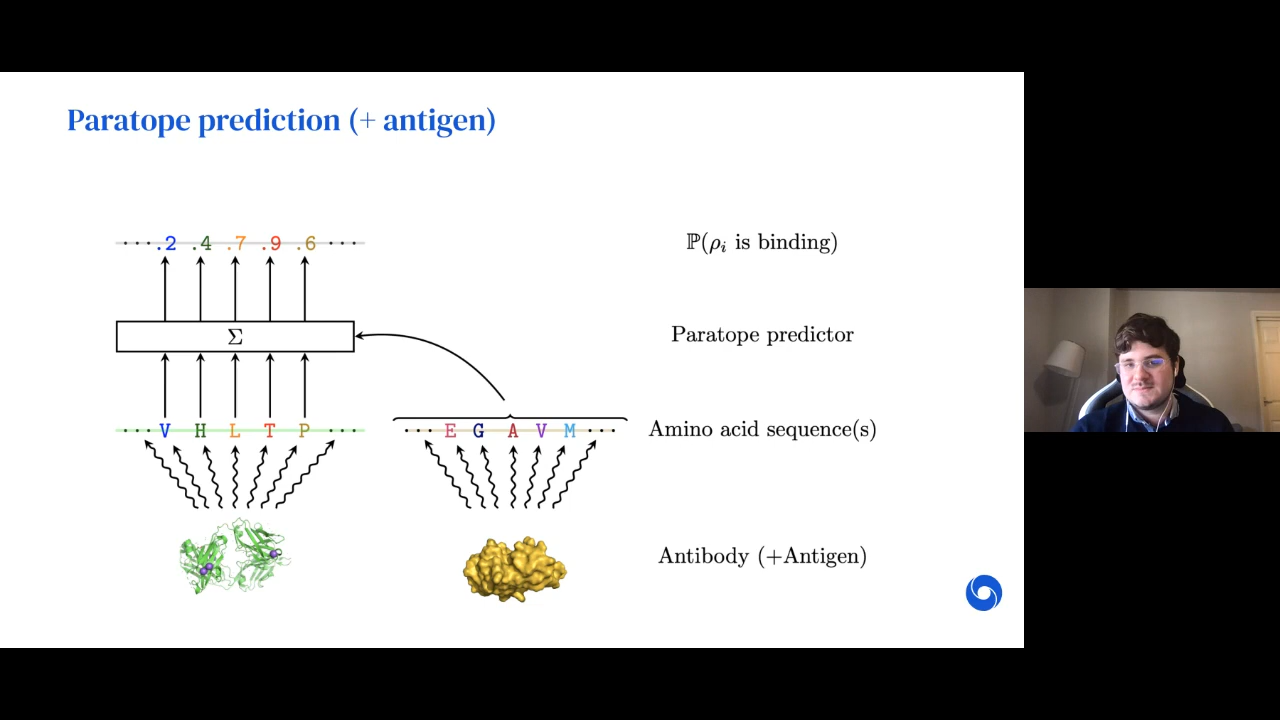 Paratope prediction (+ antigen)
··· .2 .4 .7 .9 .6 ···
ℙ(ρᵢ is binding)
Σ
Paratope predictor
··· V H L T P ···
··· E G A V M ···
Amino acid sequence(s)
Antibody (+Antigen)